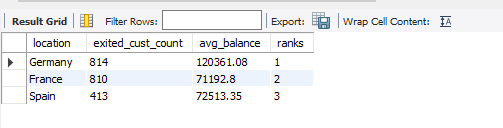 Result Grid Filter Rows: Export: Wrap Cell Content: IA
location exited_cust_count avg_balance ranks
Germany 814 120361.08 1
France 810 71192.8 2
Spain 413 72513.35 3